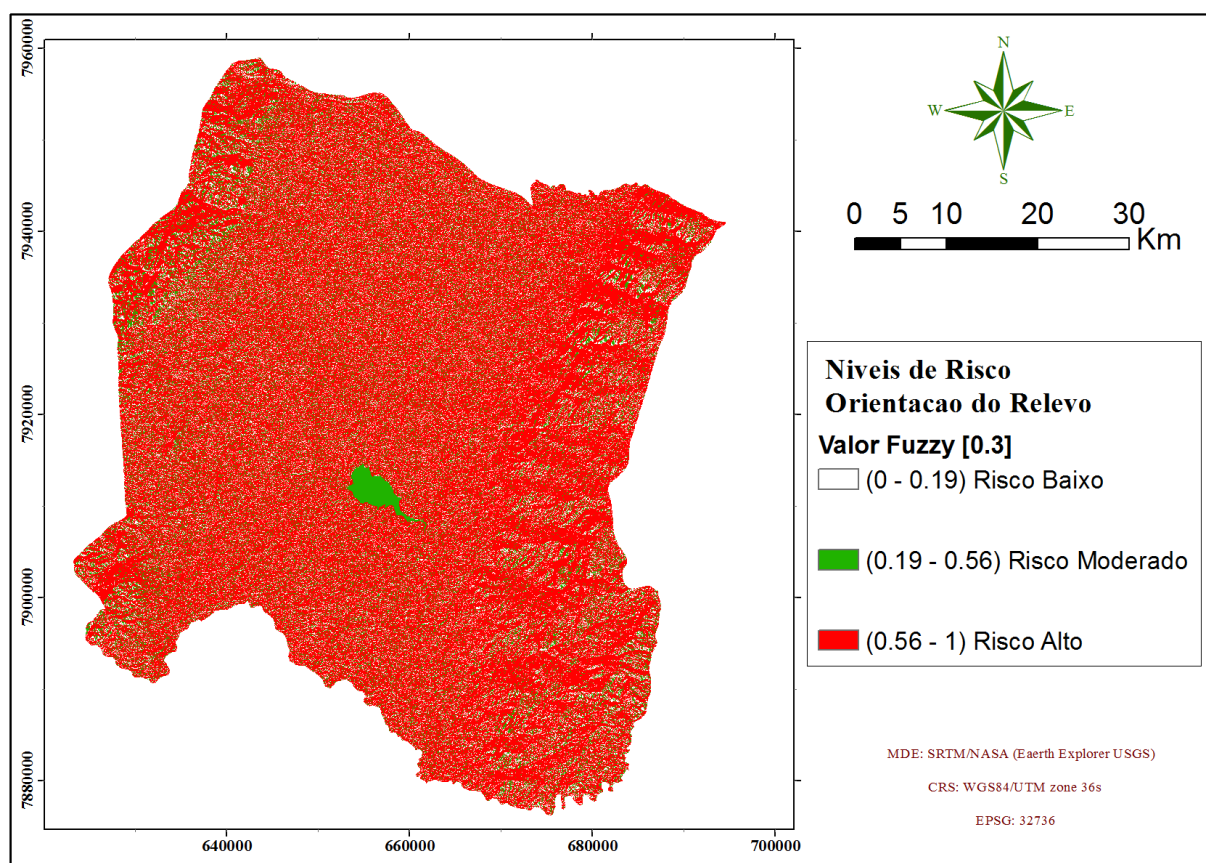 7960000
7940000
7920000
7900000
7880000
640000
660000
680000
700000
N
W
E
S
0 5 10 20 30
Km
Niveis de Risco
Orientacao do Relevo
Valor Fuzzy [0.3]
(0 - 0.19) Risco Baixo
(0.19 - 0.56) Risco Moderado
(0.56 - 1) Risco Alto
MDE: SRTM/NASA (Eaerth Explorer USGS)
CRS: WGS84/UTM zone 36s
EPSG: 32736